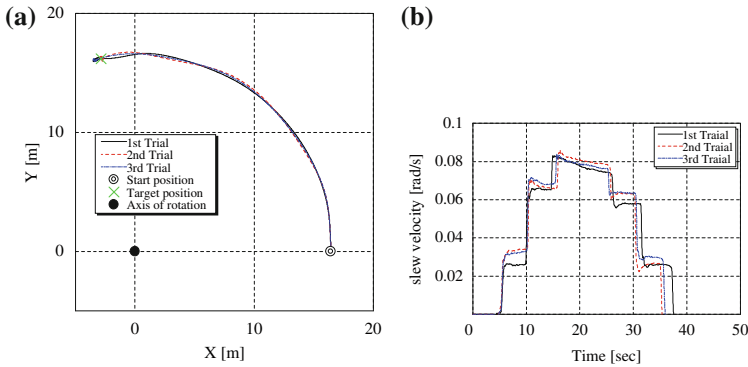 (a)
20
10
0
Y [m]
1st Trial
2nd Trial
3rd Trial
Start position
Target position
Axis of rotation
0
10
20
X [m]
(b)
0.1
0.08
0.06
0.04
0.02
slew velocity [rad/s]
1st Traial
2nd Traial
3rd Traial
0
10
20
30
40
50
Time [sec]